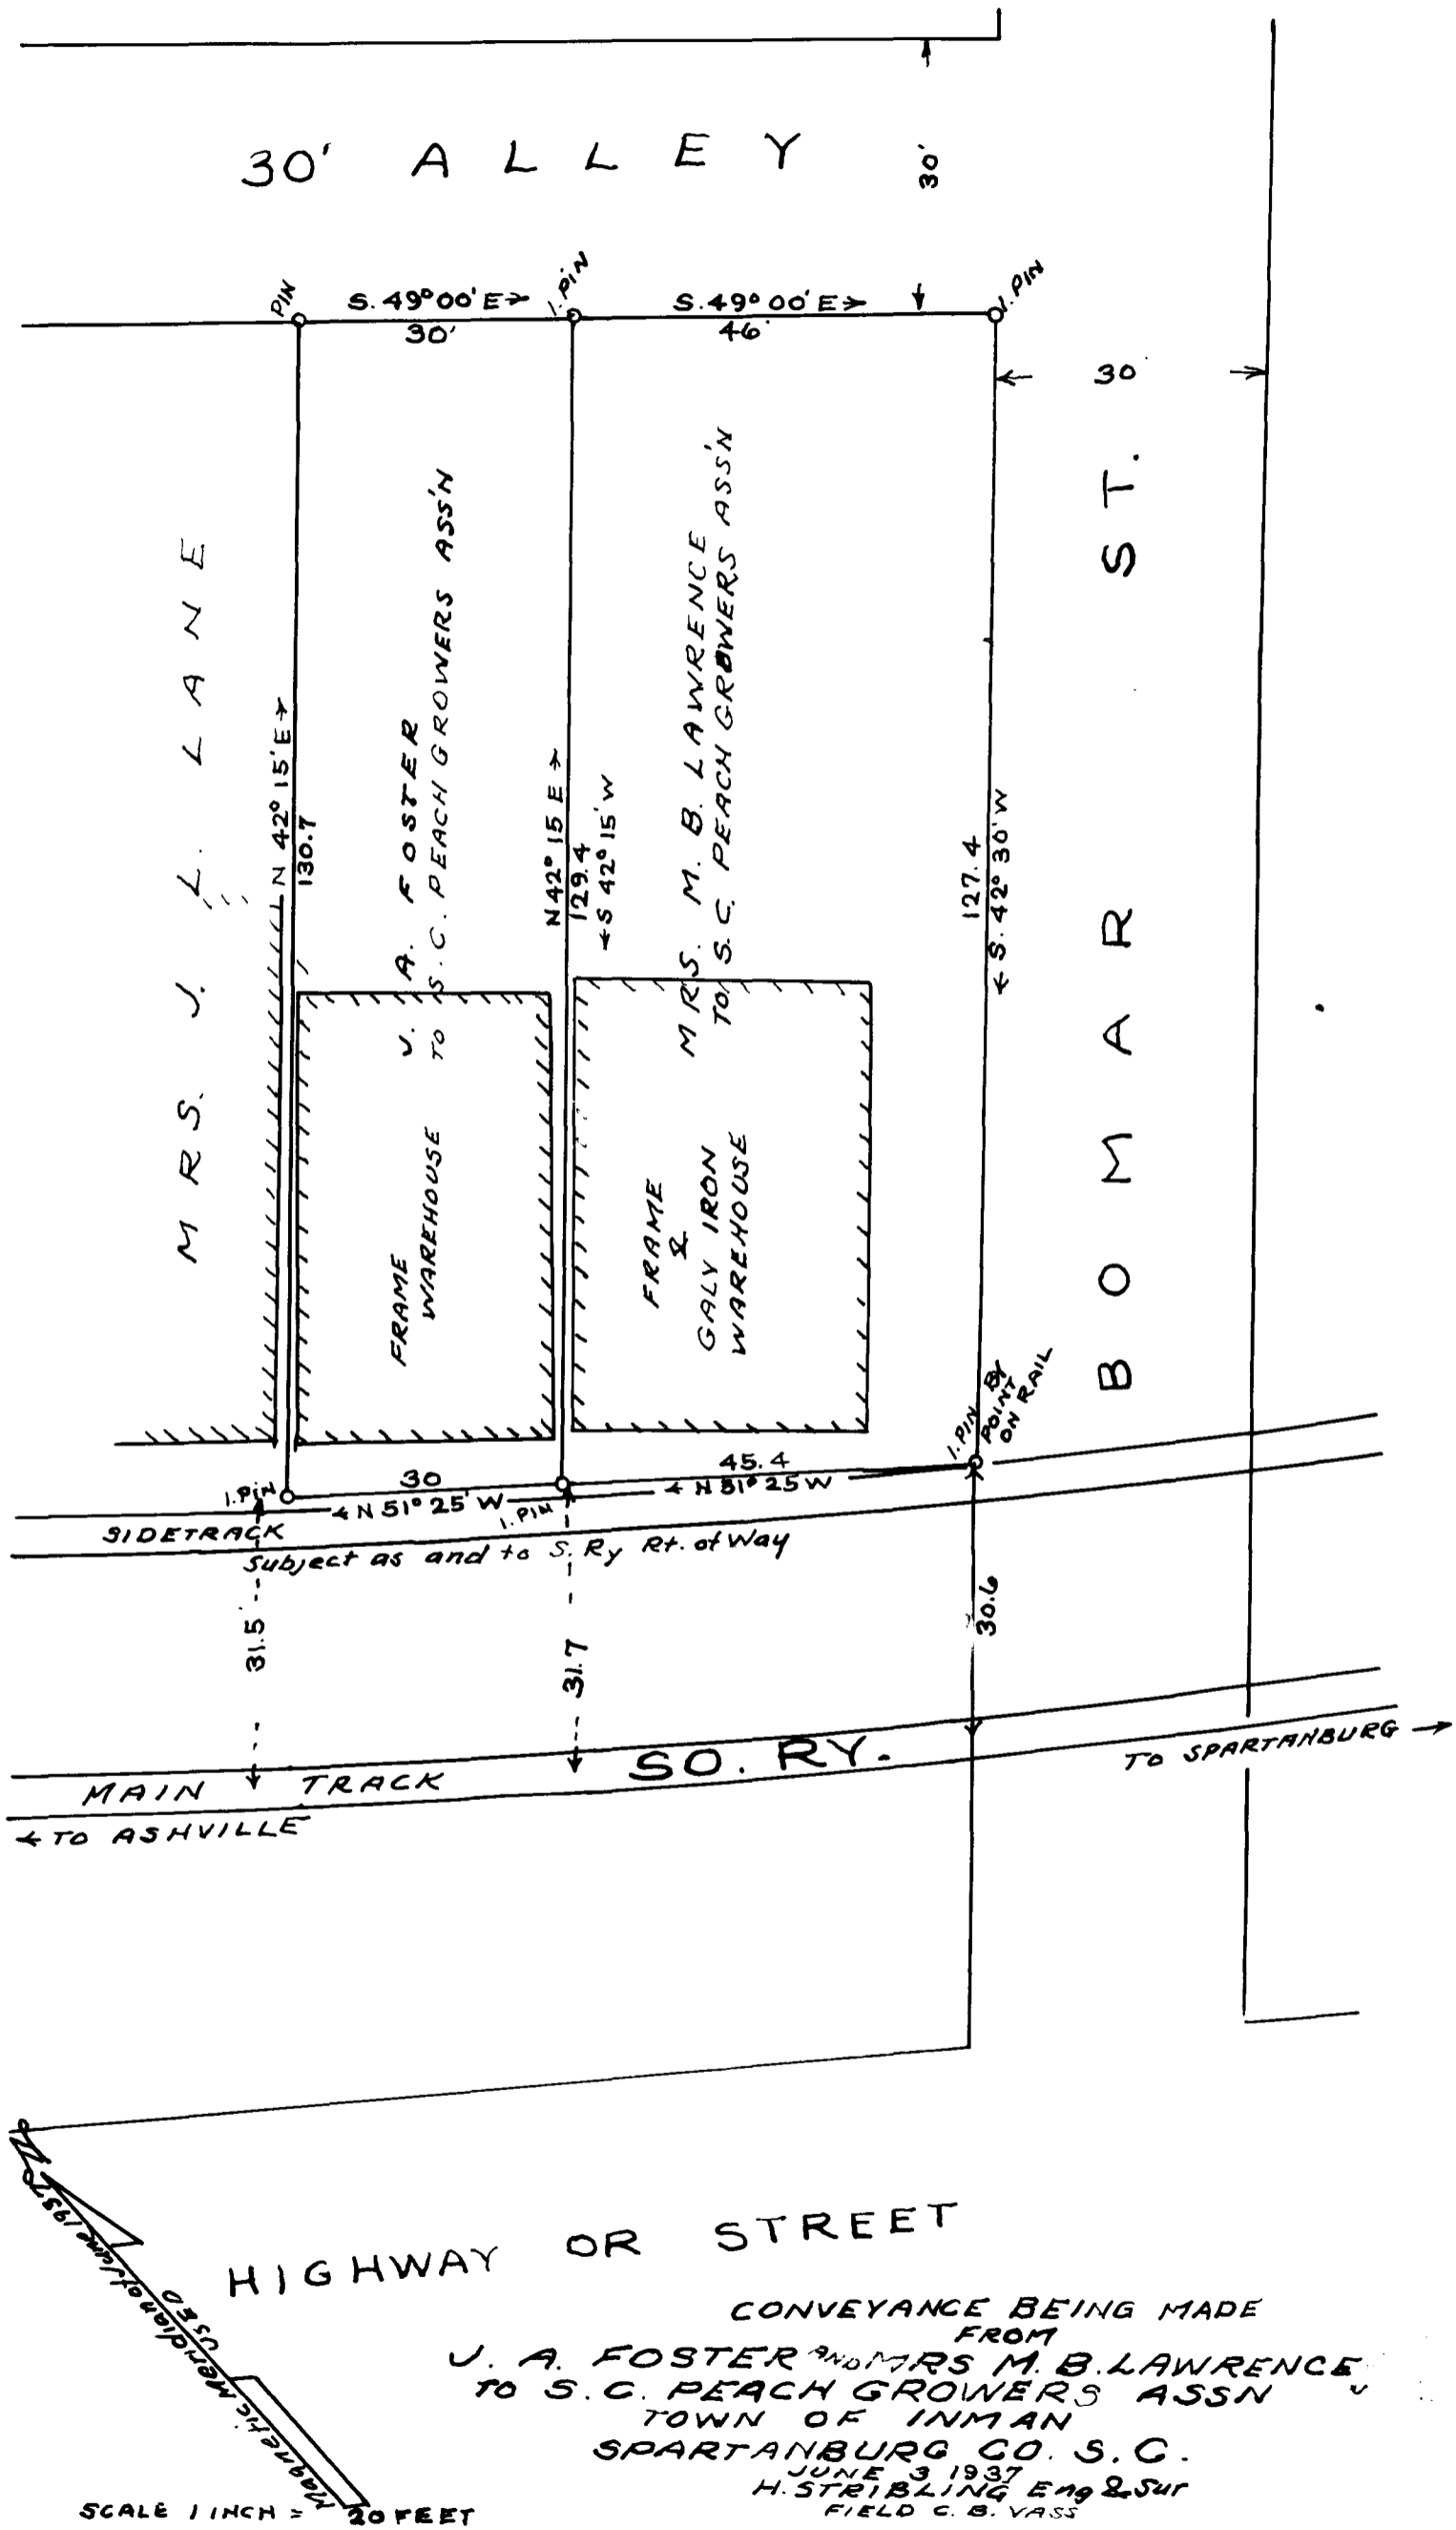 30' ALLEY
30'
PIN
S. 49° 00' E
30'
I. PIN
S. 49° 00' E
46'
I. PIN
30
MRS. J. L. LANE
N 42° 15' E
130.7
J. A. FOSTER
TO S. C. PEACH GROWERS ASS'N
N 42° 15 E
129.4
S 42° 15' W
MRS. M. B. LAWRENCE
TO S. C. PEACH GROWERS ASS'N
127.4
S. 42° 30' W
BOMAR ST.
FRAME
WAREHOUSE
FRAME
&
GALV IRON
WAREHOUSE
I. PIN BY
POINT
ON RAIL
I. PIN
30
N 51° 25' W
I. PIN
45.4
N 51° 25 W
SIDETRACK
Subject as and to S. Ry Rt. of Way
31.5
31.7
30.6
MAIN TRACK
SO. RY.
TO SPARTANBURG
TO ASHVILLE
N
Magnetic Meridian of June 1937
USED
HIGHWAY OR STREET
CONVEYANCE BEING MADE
FROM
J. A. FOSTER AND MRS M. B. LAWRENCE
TO S. C. PEACH GROWERS ASSN
TOWN OF INMAN
SPARTANBURG CO. S. C.
JUNE 3 1937
H. STRIBLING Eng & Sur
FIELD C. B. VASS
SCALE 1 INCH = 20 FEET